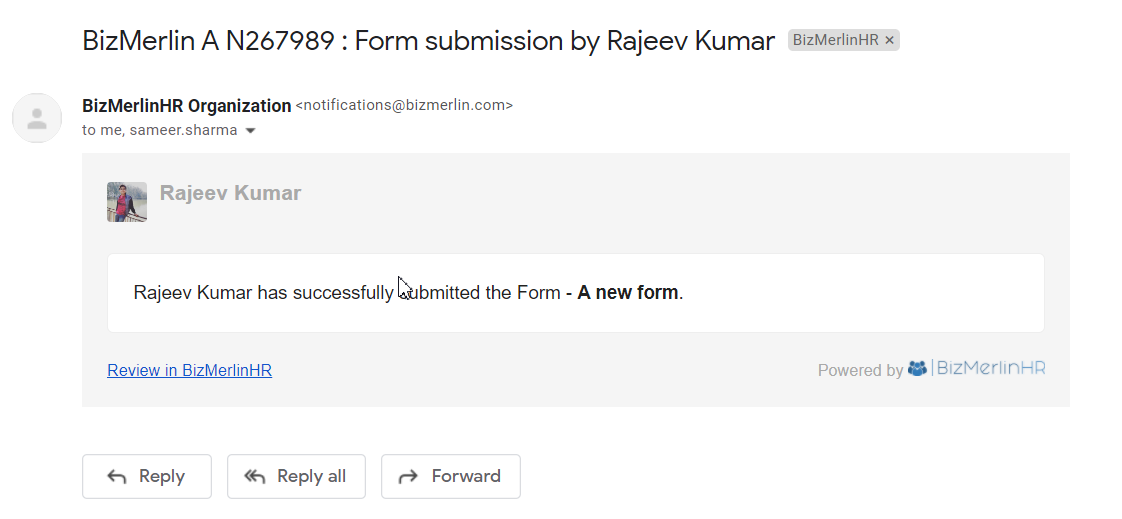 BizMerlin A N267989 : Form submission by Rajeev Kumar BizMerlinHR ×
BizMerlinHR Organization <notifications@bizmerlin.com>
to me, sameer.sharma
Rajeev Kumar
Rajeev Kumar has successfully submitted the Form - A new form.
Review in BizMerlinHR
Powered by BizMerlinHR
Reply
Reply all
Forward